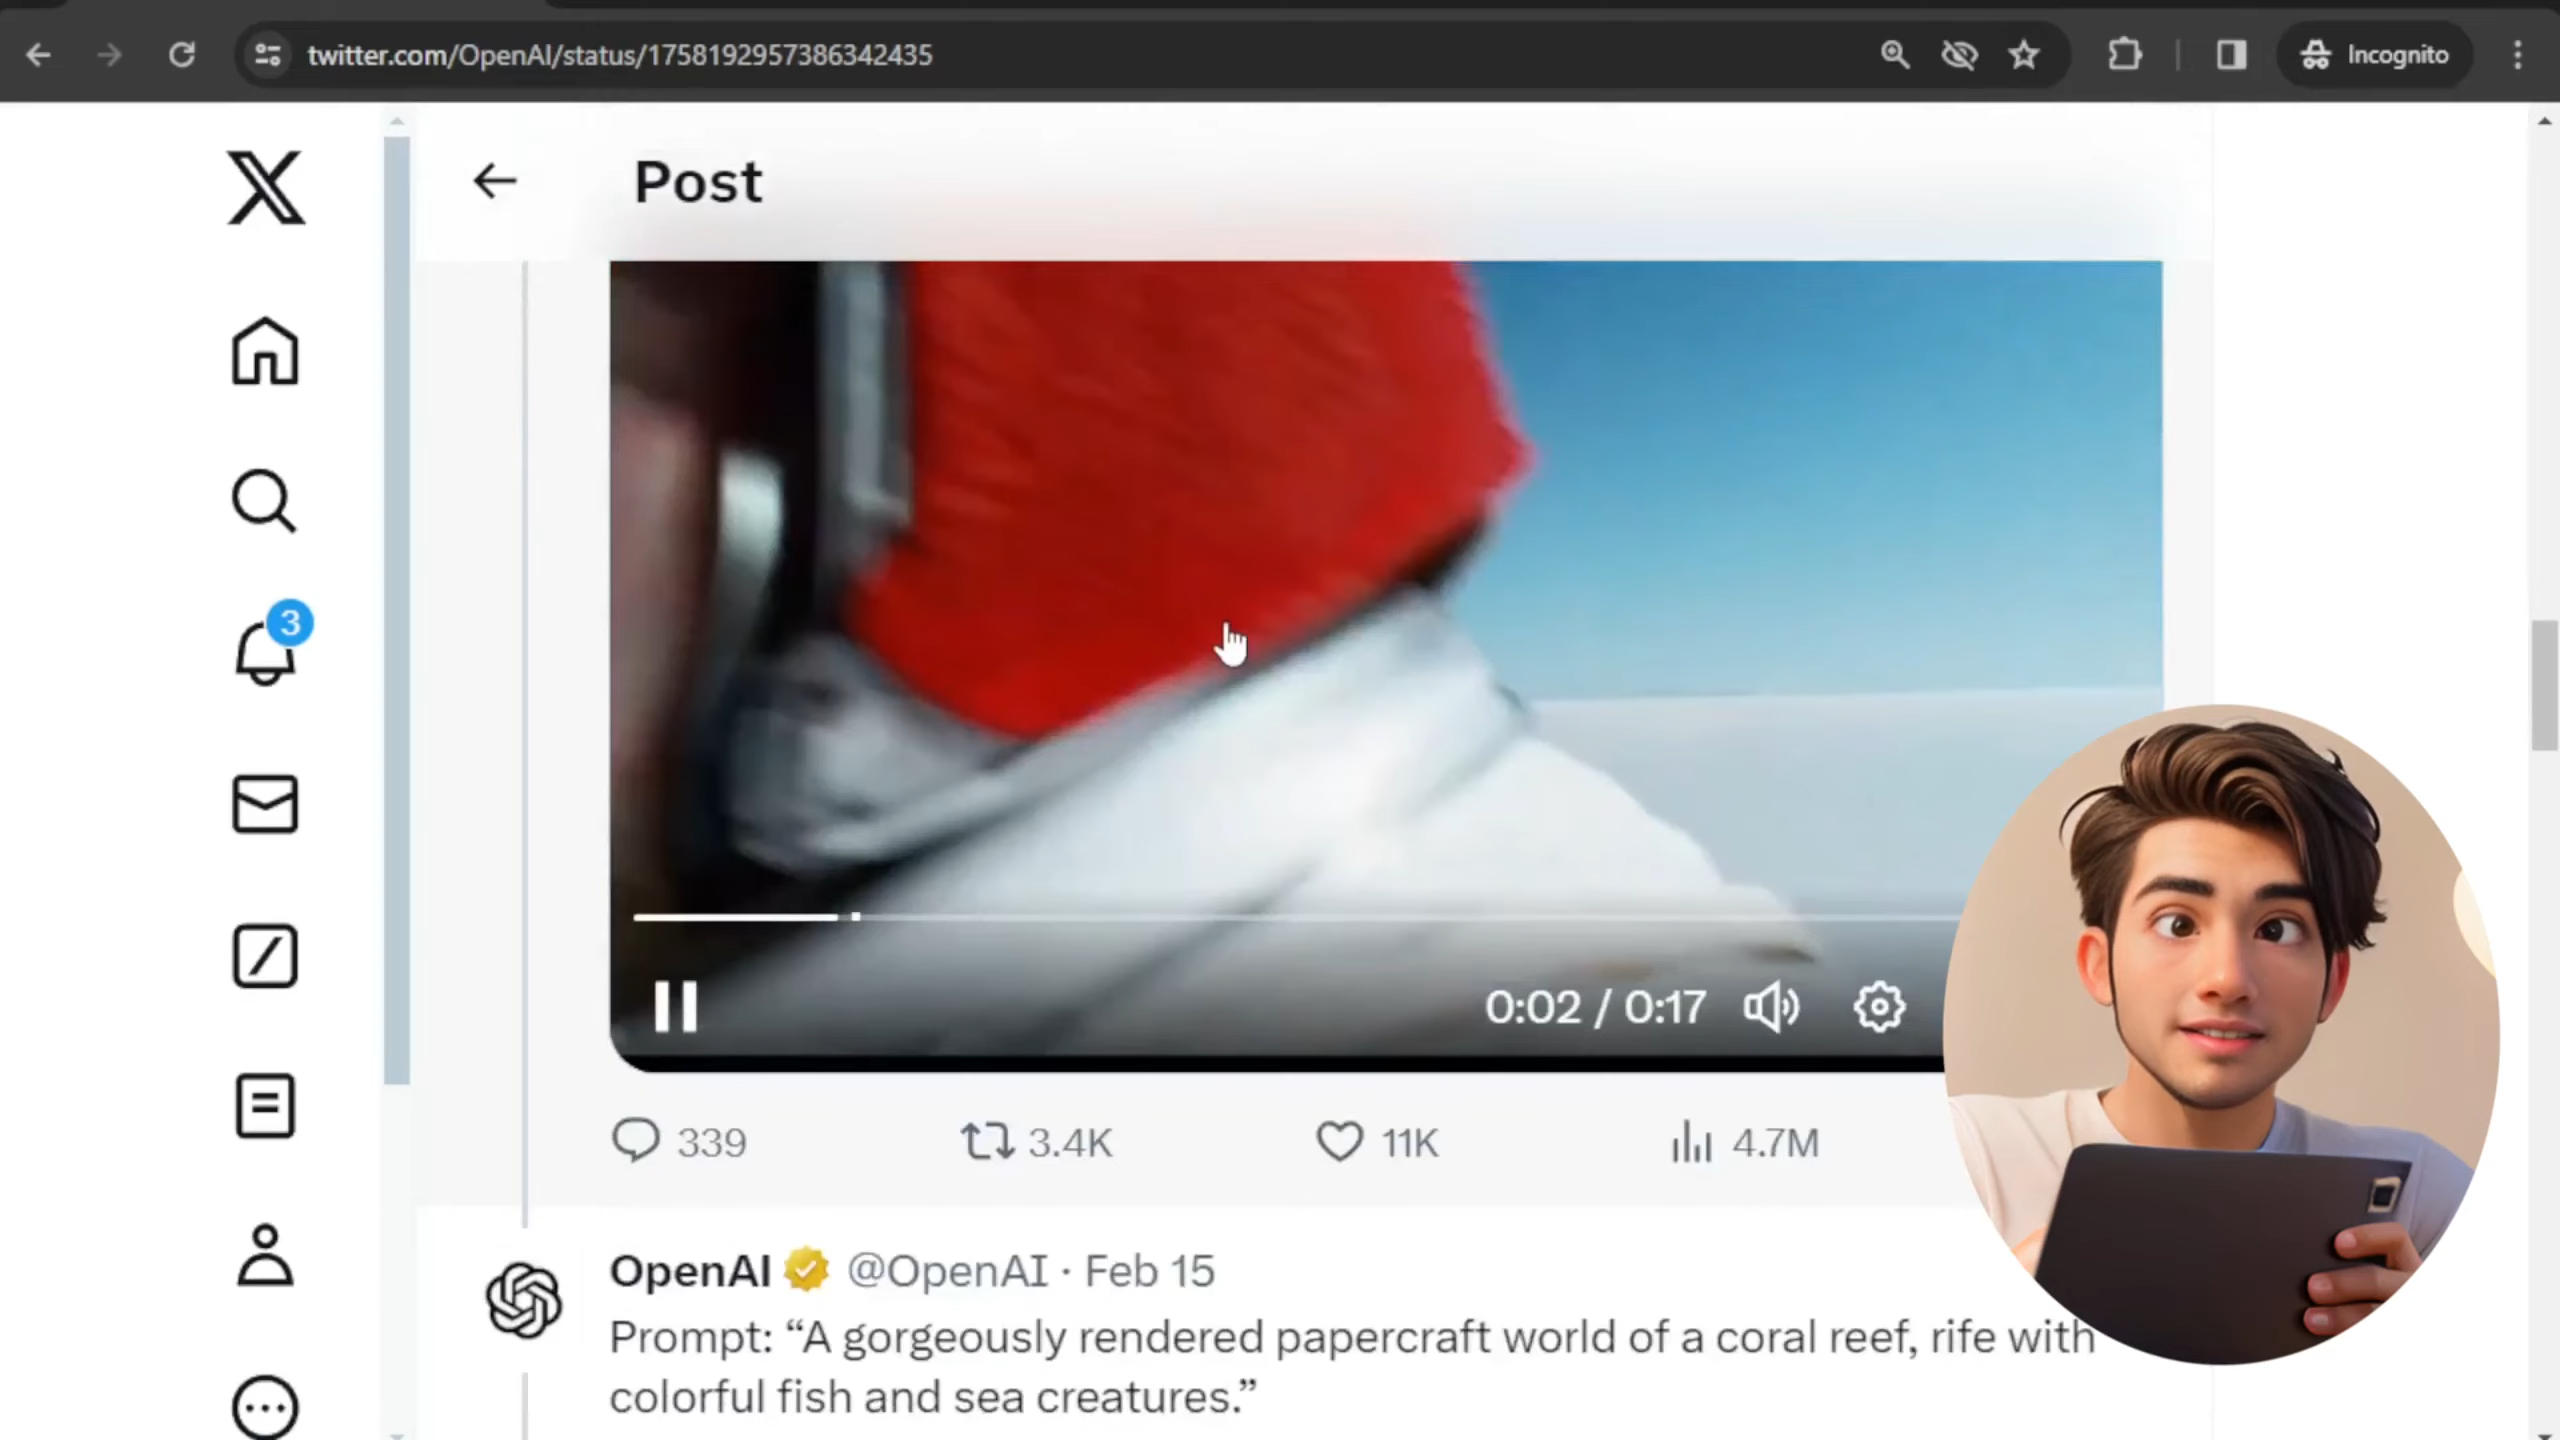 twitter.com/OpenAI/status/1758192957386342435
Incognito
Post
3
0:02 / 0:17
339
3.4K
11K
4.7M
OpenAI @OpenAI · Feb 15
Prompt: “A gorgeously rendered papercraft world of a coral reef, rife with
colorful fish and sea creatures.”